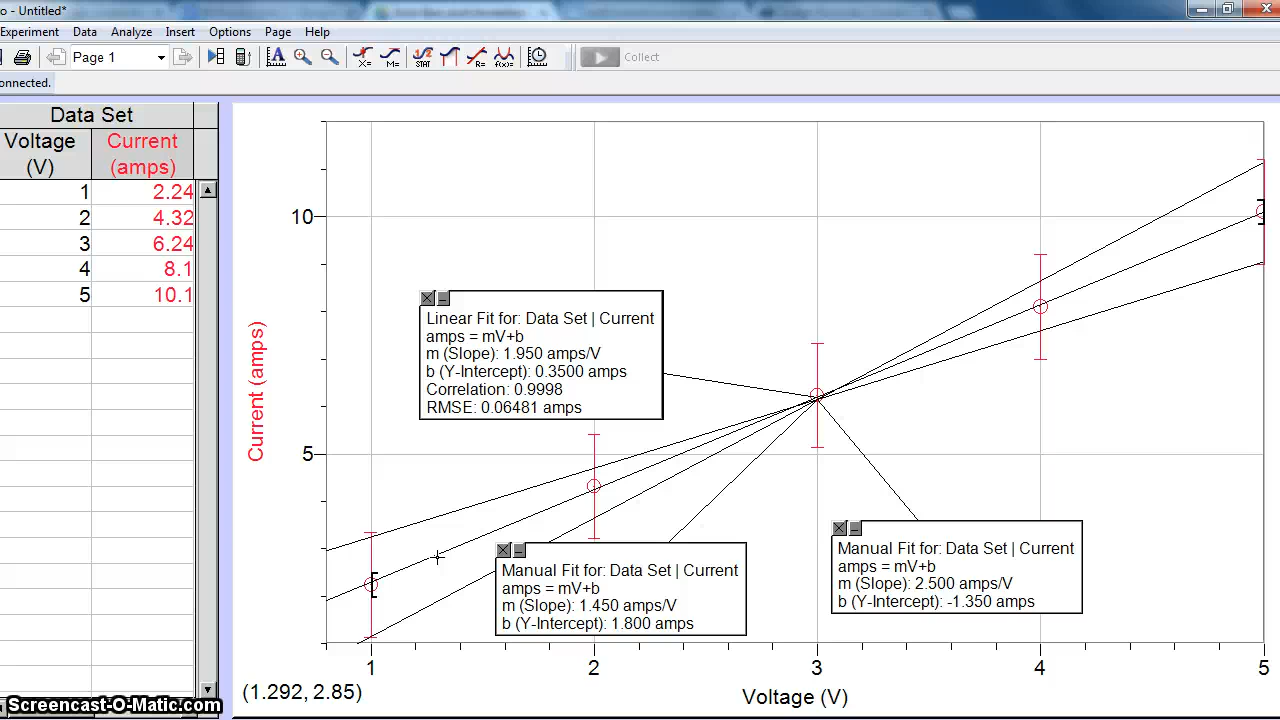 o - Untitled*
Experiment Data Analyze Insert Options Page Help
Page 1
X= M= STAT R= f(x)= Collect
onnected.
Data Set
Voltage Current
(V) (amps)
1 2.24
2 4.32
3 6.24
4 8.1
5 10.1
10
5
Current (amps)
Linear Fit for: Data Set | Current
amps = mV+b
m (Slope): 1.950 amps/V
b (Y-Intercept): 0.3500 amps
Correlation: 0.9998
RMSE: 0.06481 amps
Manual Fit for: Data Set | Current
amps = mV+b
m (Slope): 1.450 amps/V
b (Y-Intercept): 1.800 amps
Manual Fit for: Data Set | Current
amps = mV+b
m (Slope): 2.500 amps/V
b (Y-Intercept): -1.350 amps
1 2 3 4 5
(1.292, 2.85)
Voltage (V)
Screencast-O-Matic.com